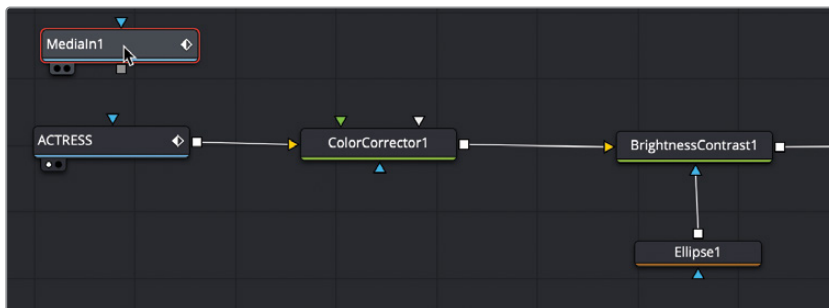 MediaIn1
ACTRESS
ColorCorrector1
BrightnessContrast1
Ellipse1